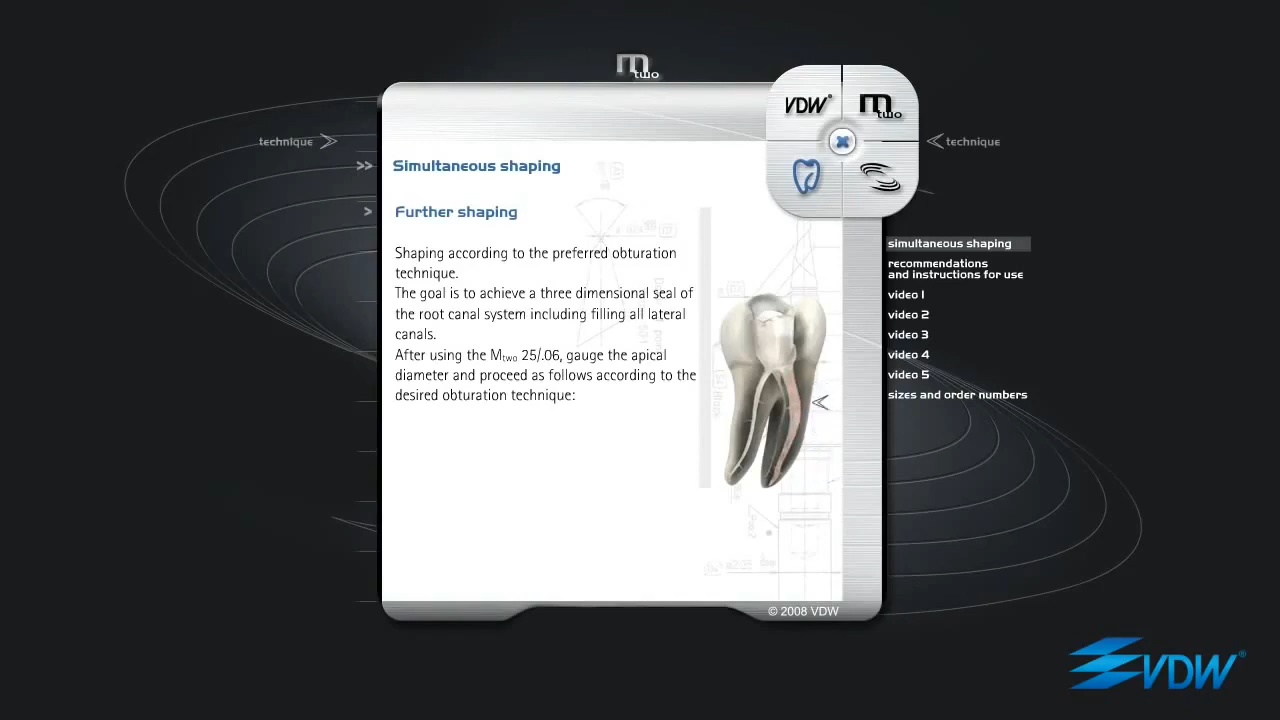 m
two
VDW®
m
two
technique
technique
Simultaneous shaping
Further shaping
Shaping according to the preferred obturation
technique.
The goal is to achieve a three dimensional seal of
the root canal system including filling all lateral
canals.
After using the Mtwo 25/.06, gauge the apical
diameter and proceed as follows according to the
desired obturation technique:
simultaneous shaping
recommendations
and instructions for use
video 1
video 2
video 3
video 4
video 5
sizes and order numbers
© 2008 VDW
VDW®